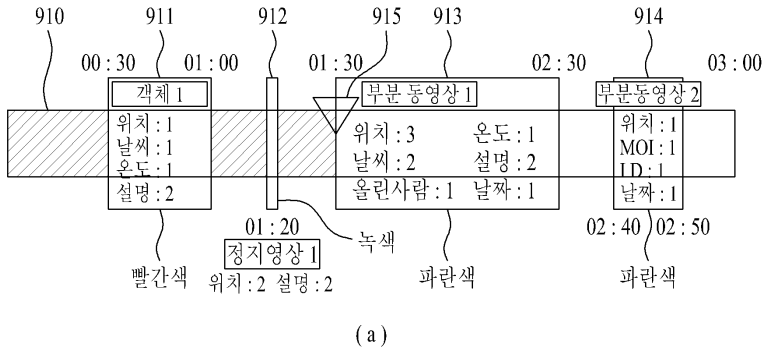 910 911 912 915 913 914
00 : 30 01 : 00 01 : 30 02 : 30 03 : 00
객체 1 부분 동영상 1 부분동영상 2
위치 : 1 위치 : 3 온도 : 1 위치 : 1
날씨 : 1 날씨 : 2 설명 : 2 MOI : 1
온도 : 1 I.D : 1
설명 : 2 올린사람 : 1 날짜 : 1 날짜 : 1
01 : 20 녹색 02 : 40 02 : 50
정지영상 1
빨간색 위치 : 2 설명 : 2 파란색 파란색
( a )